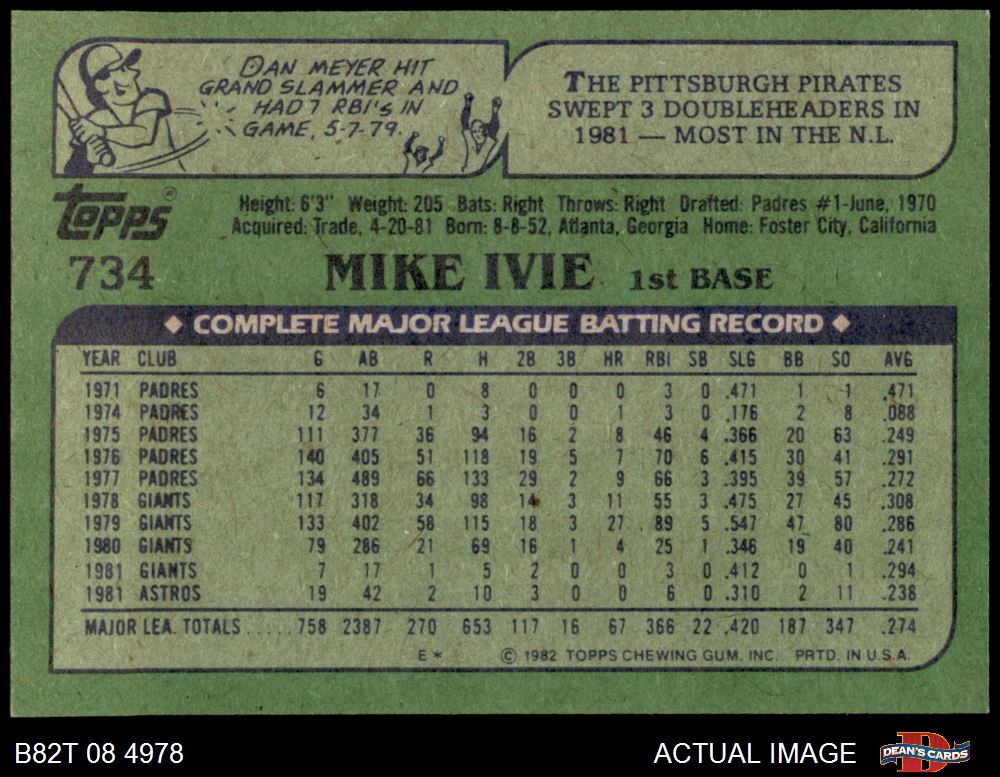 DAN MEYER HIT
GRAND SLAMMER AND
HAD 7 RBI'S IN
GAME, 5-7-79.
THE PITTSBURGH PIRATES
SWEPT 3 DOUBLEHEADERS IN
1981 — MOST IN THE N.L.
TOPPS®
Height: 6'3" Weight: 205 Bats: Right Throws: Right Drafted: Padres #1-June, 1970
Acquired: Trade, 4-20-81 Born: 8-8-52, Atlanta, Georgia Home: Foster City, California
734 MIKE IVIE 1st BASE
◆ COMPLETE MAJOR LEAGUE BATTING RECORD ◆
YEAR CLUB G AB R H 2B 3B HR RBI SB SLG BB SO AVG
1971 PADRES 6 17 0 8 0 0 0 3 0 .471 1 1 .471
1974 PADRES 12 34 1 3 0 0 1 3 0 .176 2 8 .088
1975 PADRES 111 377 36 94 16 2 8 46 4 .366 20 63 .249
1976 PADRES 140 405 51 118 19 5 7 70 6 .415 30 41 .291
1977 PADRES 134 489 66 133 29 2 9 66 3 .395 39 57 .272
1978 GIANTS 117 318 34 98 14 3 11 55 3 .475 27 45 .308
1979 GIANTS 133 402 58 115 18 3 27 89 5 .547 47 80 .286
1980 GIANTS 79 286 21 69 16 1 4 25 1 .346 19 40 .241
1981 GIANTS 7 17 1 5 2 0 0 3 0 .412 0 1 .294
1981 ASTROS 19 42 2 10 3 0 0 6 0 .310 2 11 .238
MAJOR LEA. TOTALS ..... 758 2387 270 653 117 16 67 366 22 .420 187 347 .274
E* © 1982 TOPPS CHEWING GUM, INC. PRTD. IN U.S.A.
B82T 08 4978 ACTUAL IMAGE DEAN'S CARDS